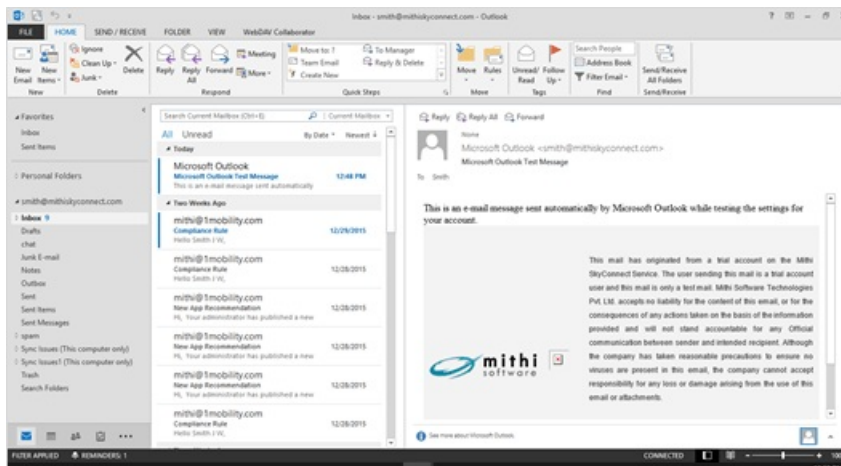 Inbox - smith@mithiskyconnect.com - Outlook
FILE HOME SEND / RECEIVE FOLDER VIEW WebDAV Collaborator
Ignore
Clean Up
Junk
New Email
New Items
Delete
Reply
Reply All
Forward
Meeting
More
Move to: ?
Team Email
Create New
To Manager
Reply & Delete
Move
Rules
Unread/ Read
Follow Up
Search People
Address Book
Filter Email
Send/Receive All Folders
New Delete Respond Quick Steps Move Tags Find Send/Receive
Favorites
Inbox
Sent Items
Personal Folders
smith@mithiskyconnect.com
Inbox 9
Drafts
chat
Junk E-mail
Notes
Outbox
Sent
Sent Items
Sent Messages
spam
Sync Issues (This computer only)
Sync Issues1 (This computer only)
Trash
Search Folders
Search Current Mailbox (Ctrl+E) Current Mailbox
All Unread By Date Newest
Today
Microsoft Outlook
Microsoft Outlook Test Message 12:48 PM
This is an e-mail message sent automatically
Two Weeks Ago
mithi@1mobility.com
Compliance Rule 12/29/2015
Hello Smith J W,
mithi@1mobility.com
Compliance Rule 12/28/2015
Hello Smith J W,
mithi@1mobility.com
New App Recommendation 12/28/2015
Hi, Your administrator has published a new
mithi@1mobility.com
New App Recommendation 12/28/2015
Hi, Your administrator has published a new
mithi@1mobility.com
New App Recommendation 12/28/2015
Hi, Your administrator has published a new
mithi@1mobility.com
Compliance Rule 12/28/2015
Hello Smith J W,
Reply Reply All Forward
None
Microsoft Outlook <smith@mithiskyconnect.com>
Microsoft Outlook Test Message
To Smith
This is an e-mail message sent automatically by Microsoft Outlook while testing the settings for
your account.
This mail has originated from a trial account on the Mithi
SkyConnect Service. The user sending this mail is a trial account
user and this mail is only a test mail. Mithi Software Technologies
Pvt. Ltd. accepts no liability for the content of this email, or for the
consequences of any actions taken on the basis of the information
provided and will not stand accountable for any Official
communication between sender and intended recipient. Although
the company has taken reasonable precautions to ensure no
viruses are present in this email, the company cannot accept
responsibility for any loss or damage arising from the use of this
email or attachments.
mithi
software
See more about Microsoft Outlook.
FILTER APPLIED REMINDERS: 1 CONNECTED